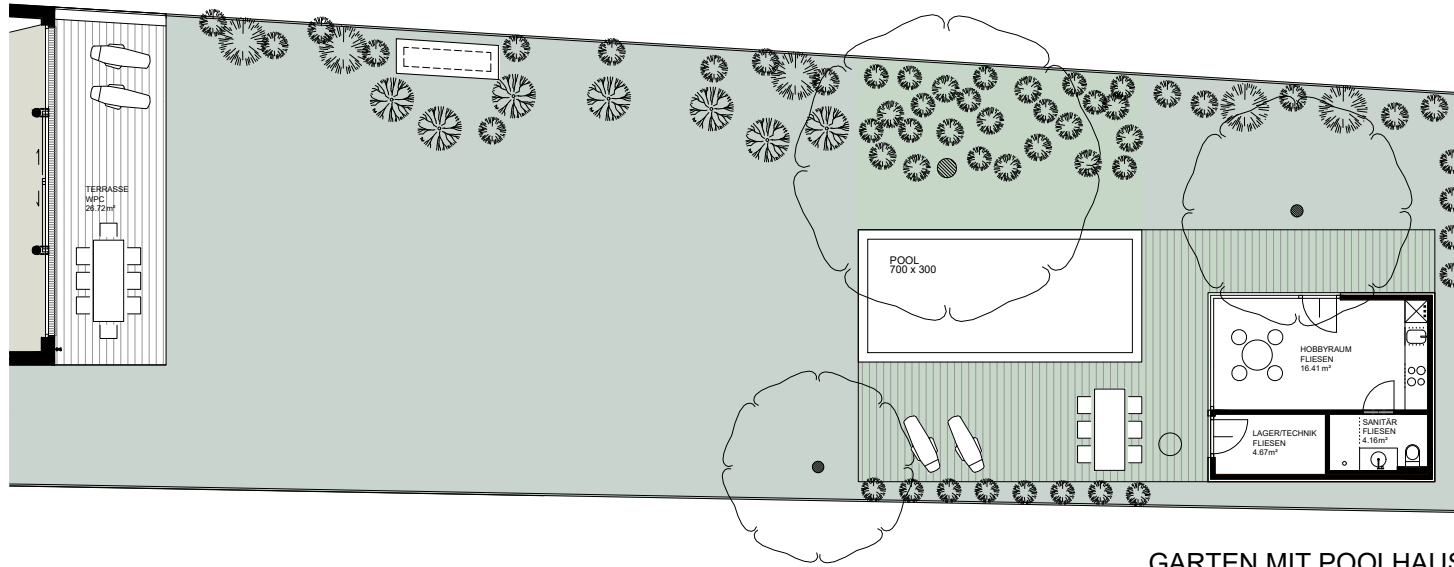 TERRASSE
WPC
26.72m²
POOL
700 x 300
HOBBYRAUM
FLIESEN
16.41 m²
LAGER/TECHNIK
FLIESEN
4.67m²
SANITÄR
FLIESEN
4.16m²
GARTEN MIT POOLHAUS